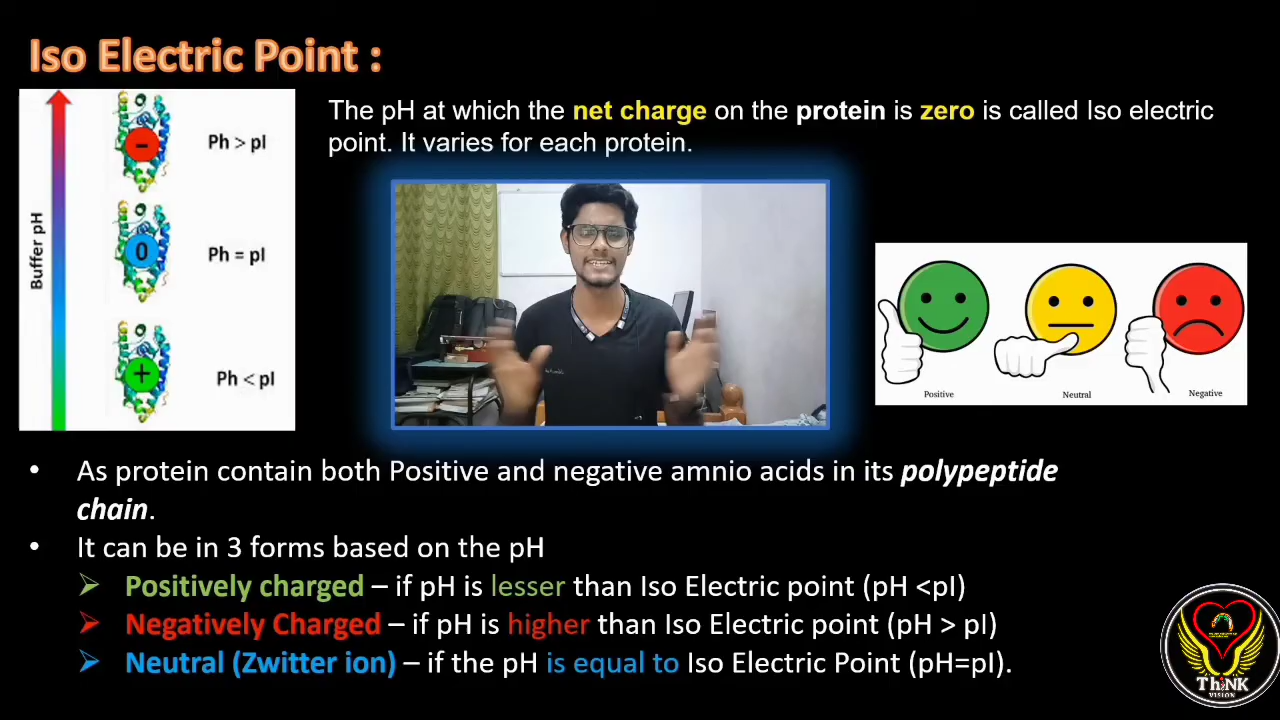 Iso Electric Point :
The pH at which the net charge on the protein is zero is called Iso electric
point. It varies for each protein.
Buffer pH
-
Ph > pI
0
Ph = pI
+
Ph < pI
Positive
Neutral
Negative
• As protein contain both Positive and negative amnio acids in its polypeptide
chain.
• It can be in 3 forms based on the pH
➢ Positively charged – if pH is lesser than Iso Electric point (pH <pI)
➢ Negatively Charged – if pH is higher than Iso Electric point (pH > pI)
➢ Neutral (Zwitter ion) – if the pH is equal to Iso Electric Point (pH=pI).
ThiNK
VISION